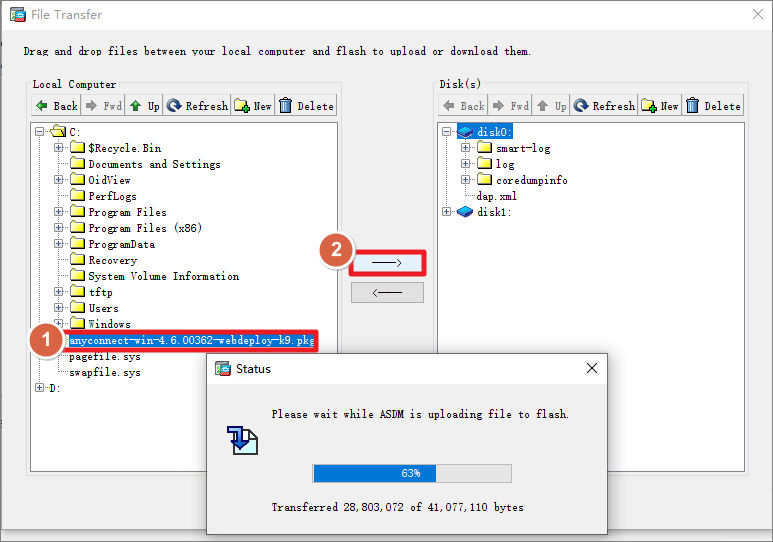 File Transfer
Drag and drop files between your local computer and flash to upload or download them.
Local Computer
Back Fwd Up Refresh New Delete
C:
$Recycle.Bin
Documents and Settings
OidView
PerfLogs
Program Files
Program Files (x86)
ProgramData
Recovery
System Volume Information
tftp
Users
Windows
1
anyconnect-win-4.6.00362-webdeploy-k9.pkg
pagefile.sys
swapfile.sys
D:
2
---->
<----
Disk(s)
Back Fwd Up Refresh New Delete
disk0:
smart-log
log
coredumpinfo
dap.xml
disk1:
Status
Please wait while ASDM is uploading file to flash.
63%
Transferred 28,803,072 of 41,077,110 bytes